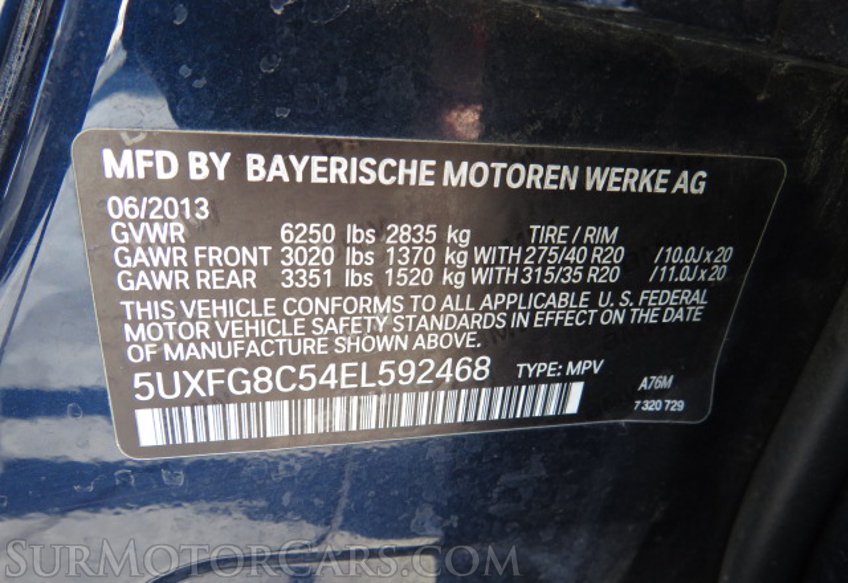 MFD BY BAYERISCHE MOTOREN WERKE AG
06/2013
GVWR 6250 lbs 2835 kg TIRE / RIM
GAWR FRONT 3020 lbs 1370 kg WITH 275/40 R20 /10.0J x 20
GAWR REAR 3351 lbs 1520 kg WITH 315/35 R20 /11.0J x 20
THIS VEHICLE CONFORMS TO ALL APPLICABLE U. S. FEDERAL
MOTOR VEHICLE SAFETY STANDARDS IN EFFECT ON THE DATE
OF MANUFACTURE SHOWN ABOVE.
5UXFG8C54EL592468 TYPE: MPV A76M
7 320 729
SURMOTORCARS.COM